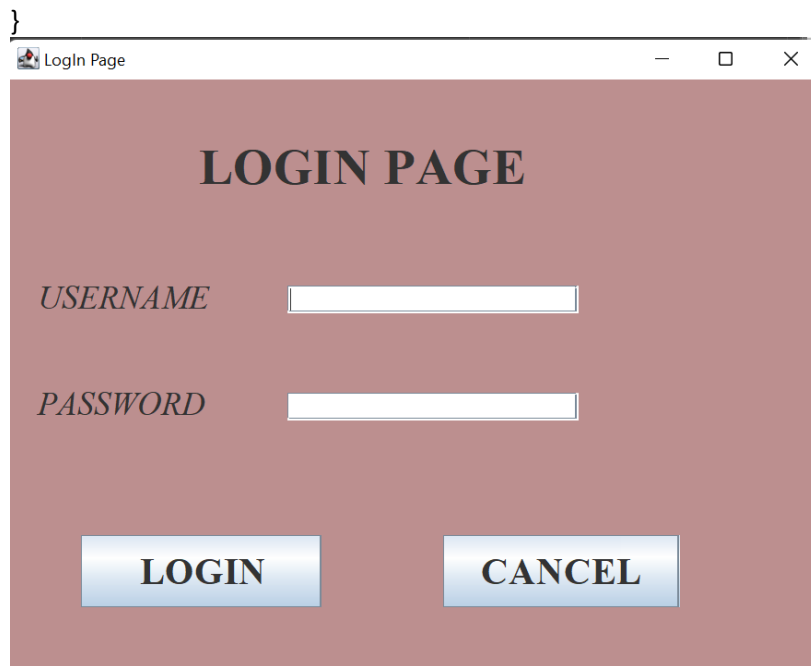 }
LogIn Page
LOGIN PAGE
USERNAME
PASSWORD
LOGIN CANCEL